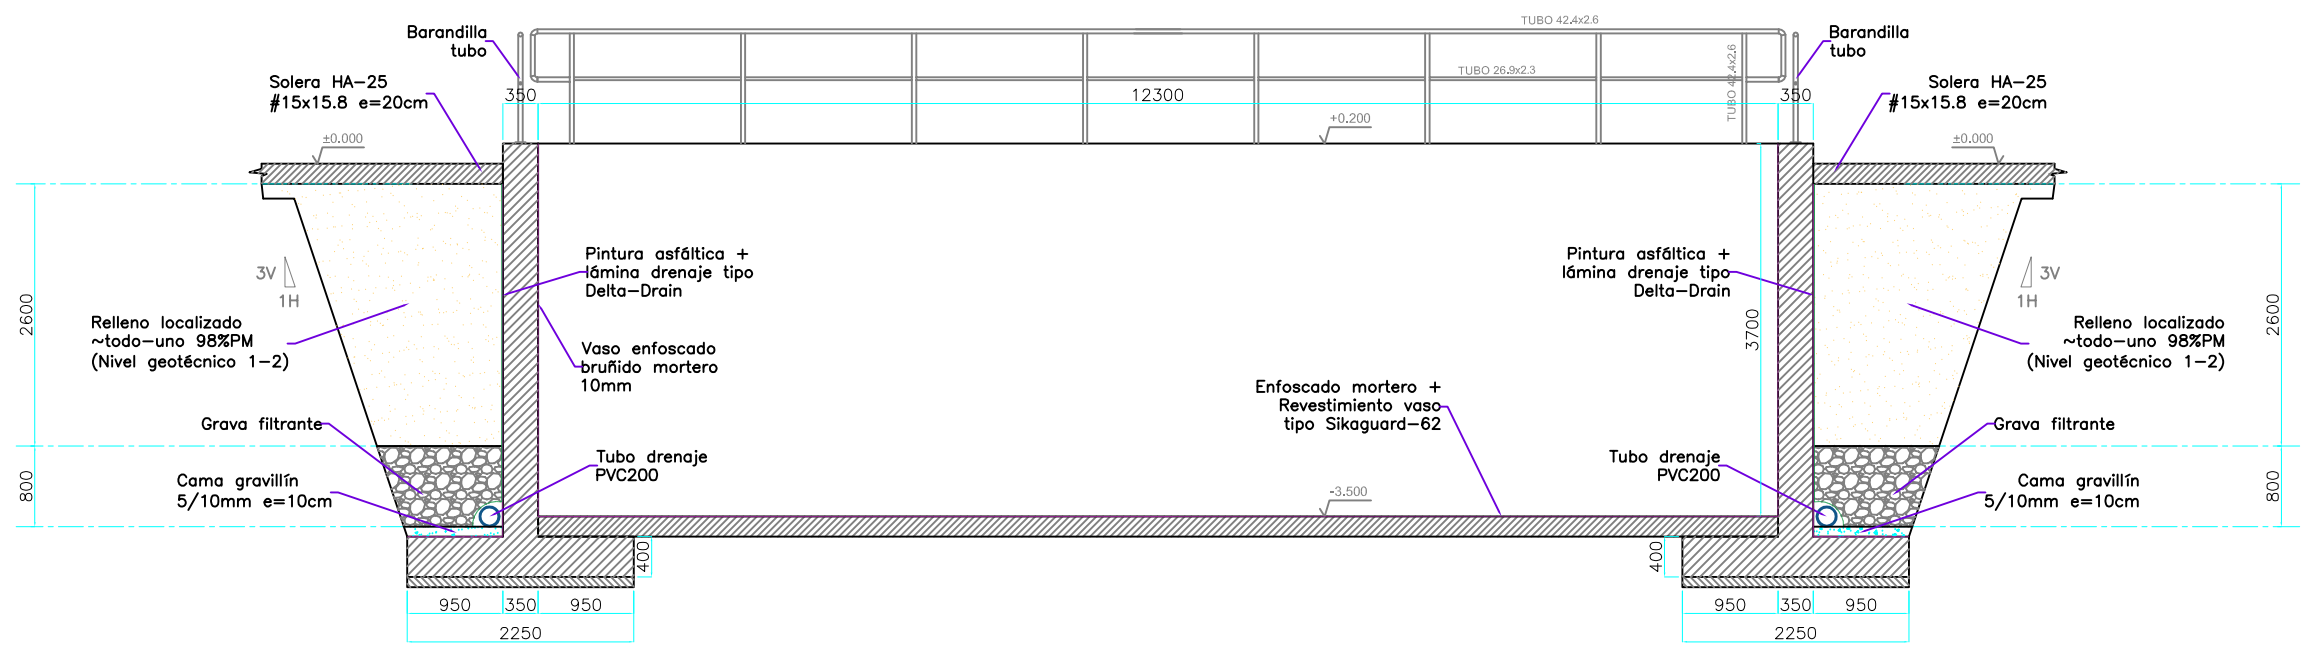 TUBO 42.4x2.6
Barandilla
tubo
Barandilla
tubo
TUBO 26.9x2.3
TUBO 42.4x2.6
Solera HA-25
#15x15.8 e=20cm
Solera HA-25
#15x15.8 e=20cm
350
12300
350
±0.000
+0.200
±0.000
Pintura asfáltica +
lámina drenaje tipo
Delta-Drain
Pintura asfáltica +
lámina drenaje tipo
Delta-Drain
3V
1H
3V
1H
2600
3700
2600
Relleno localizado
~todo-uno 98%PM
(Nivel geotécnico 1-2)
Relleno localizado
~todo-uno 98%PM
(Nivel geotécnico 1-2)
Vaso enfoscado
bruñido mortero
10mm
Enfoscado mortero +
Revestimiento vaso
tipo Sikaguard-62
Grava filtrante
Grava filtrante
Tubo drenaje
PVC200
Tubo drenaje
PVC200
Cama gravillín
5/10mm e=10cm
Cama gravillín
5/10mm e=10cm
800
-3.500
800
400
400
950
350
950
950
350
950
2250
2250